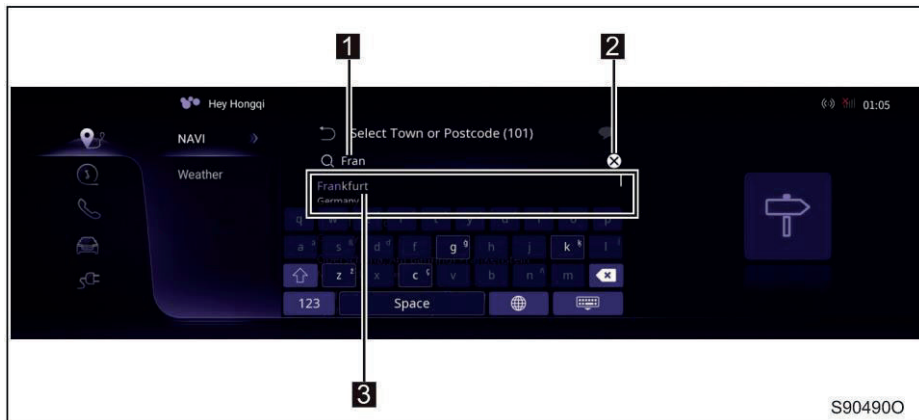 1
2
Hey Hongqi
01:05
NAVI
Select Town or Postcode (101)
Fran
Weather
Frankfurt
Germany
q w e r t y u i o p
a ª s ß d ᵈ f g ᵍ h j k ᵏ l ˡ
z ᶻ x c ᶜ v b n ⁿ m
123 Space
3
S90490O